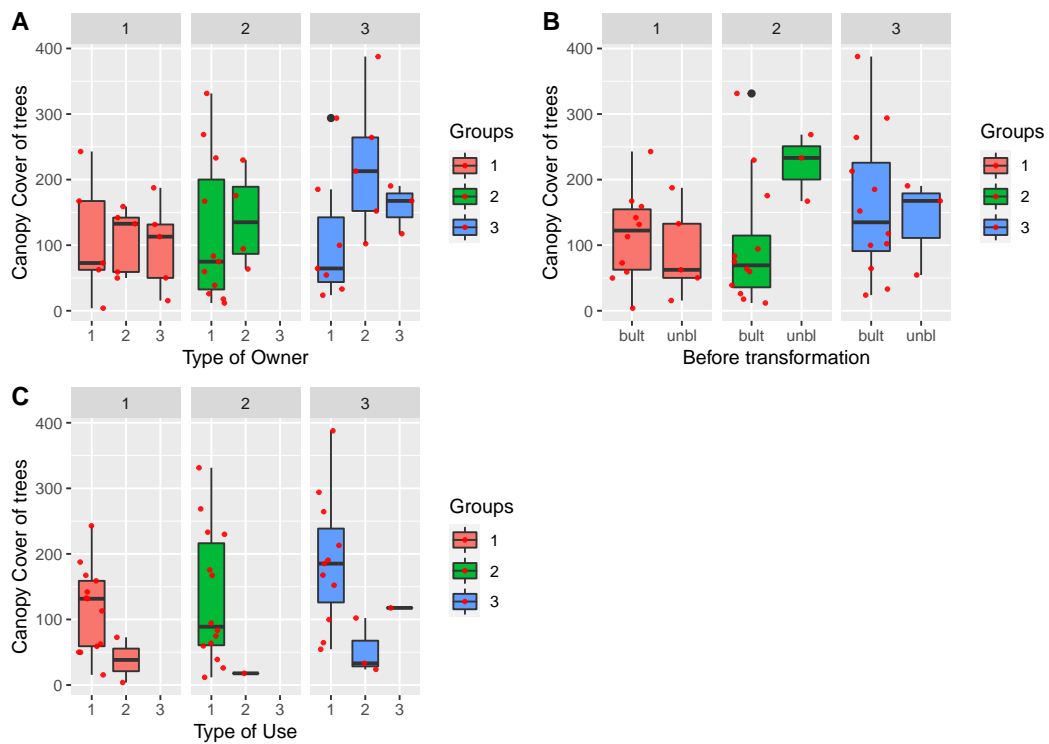 A
1 2 3
Canopy Cover of trees
400
300
200
100
0
1 2 3 1 2 3 1 2 3
Type of Owner
Groups
1
2
3
B
1 2 3
Canopy Cover of trees
400
300
200
100
0
bult unbl bult unbl bult unbl
Before transformation
Groups
1
2
3
C
1 2 3
Canopy Cover of trees
400
300
200
100
0
1 2 3 1 2 3 1 2 3
Type of Use
Groups
1
2
3